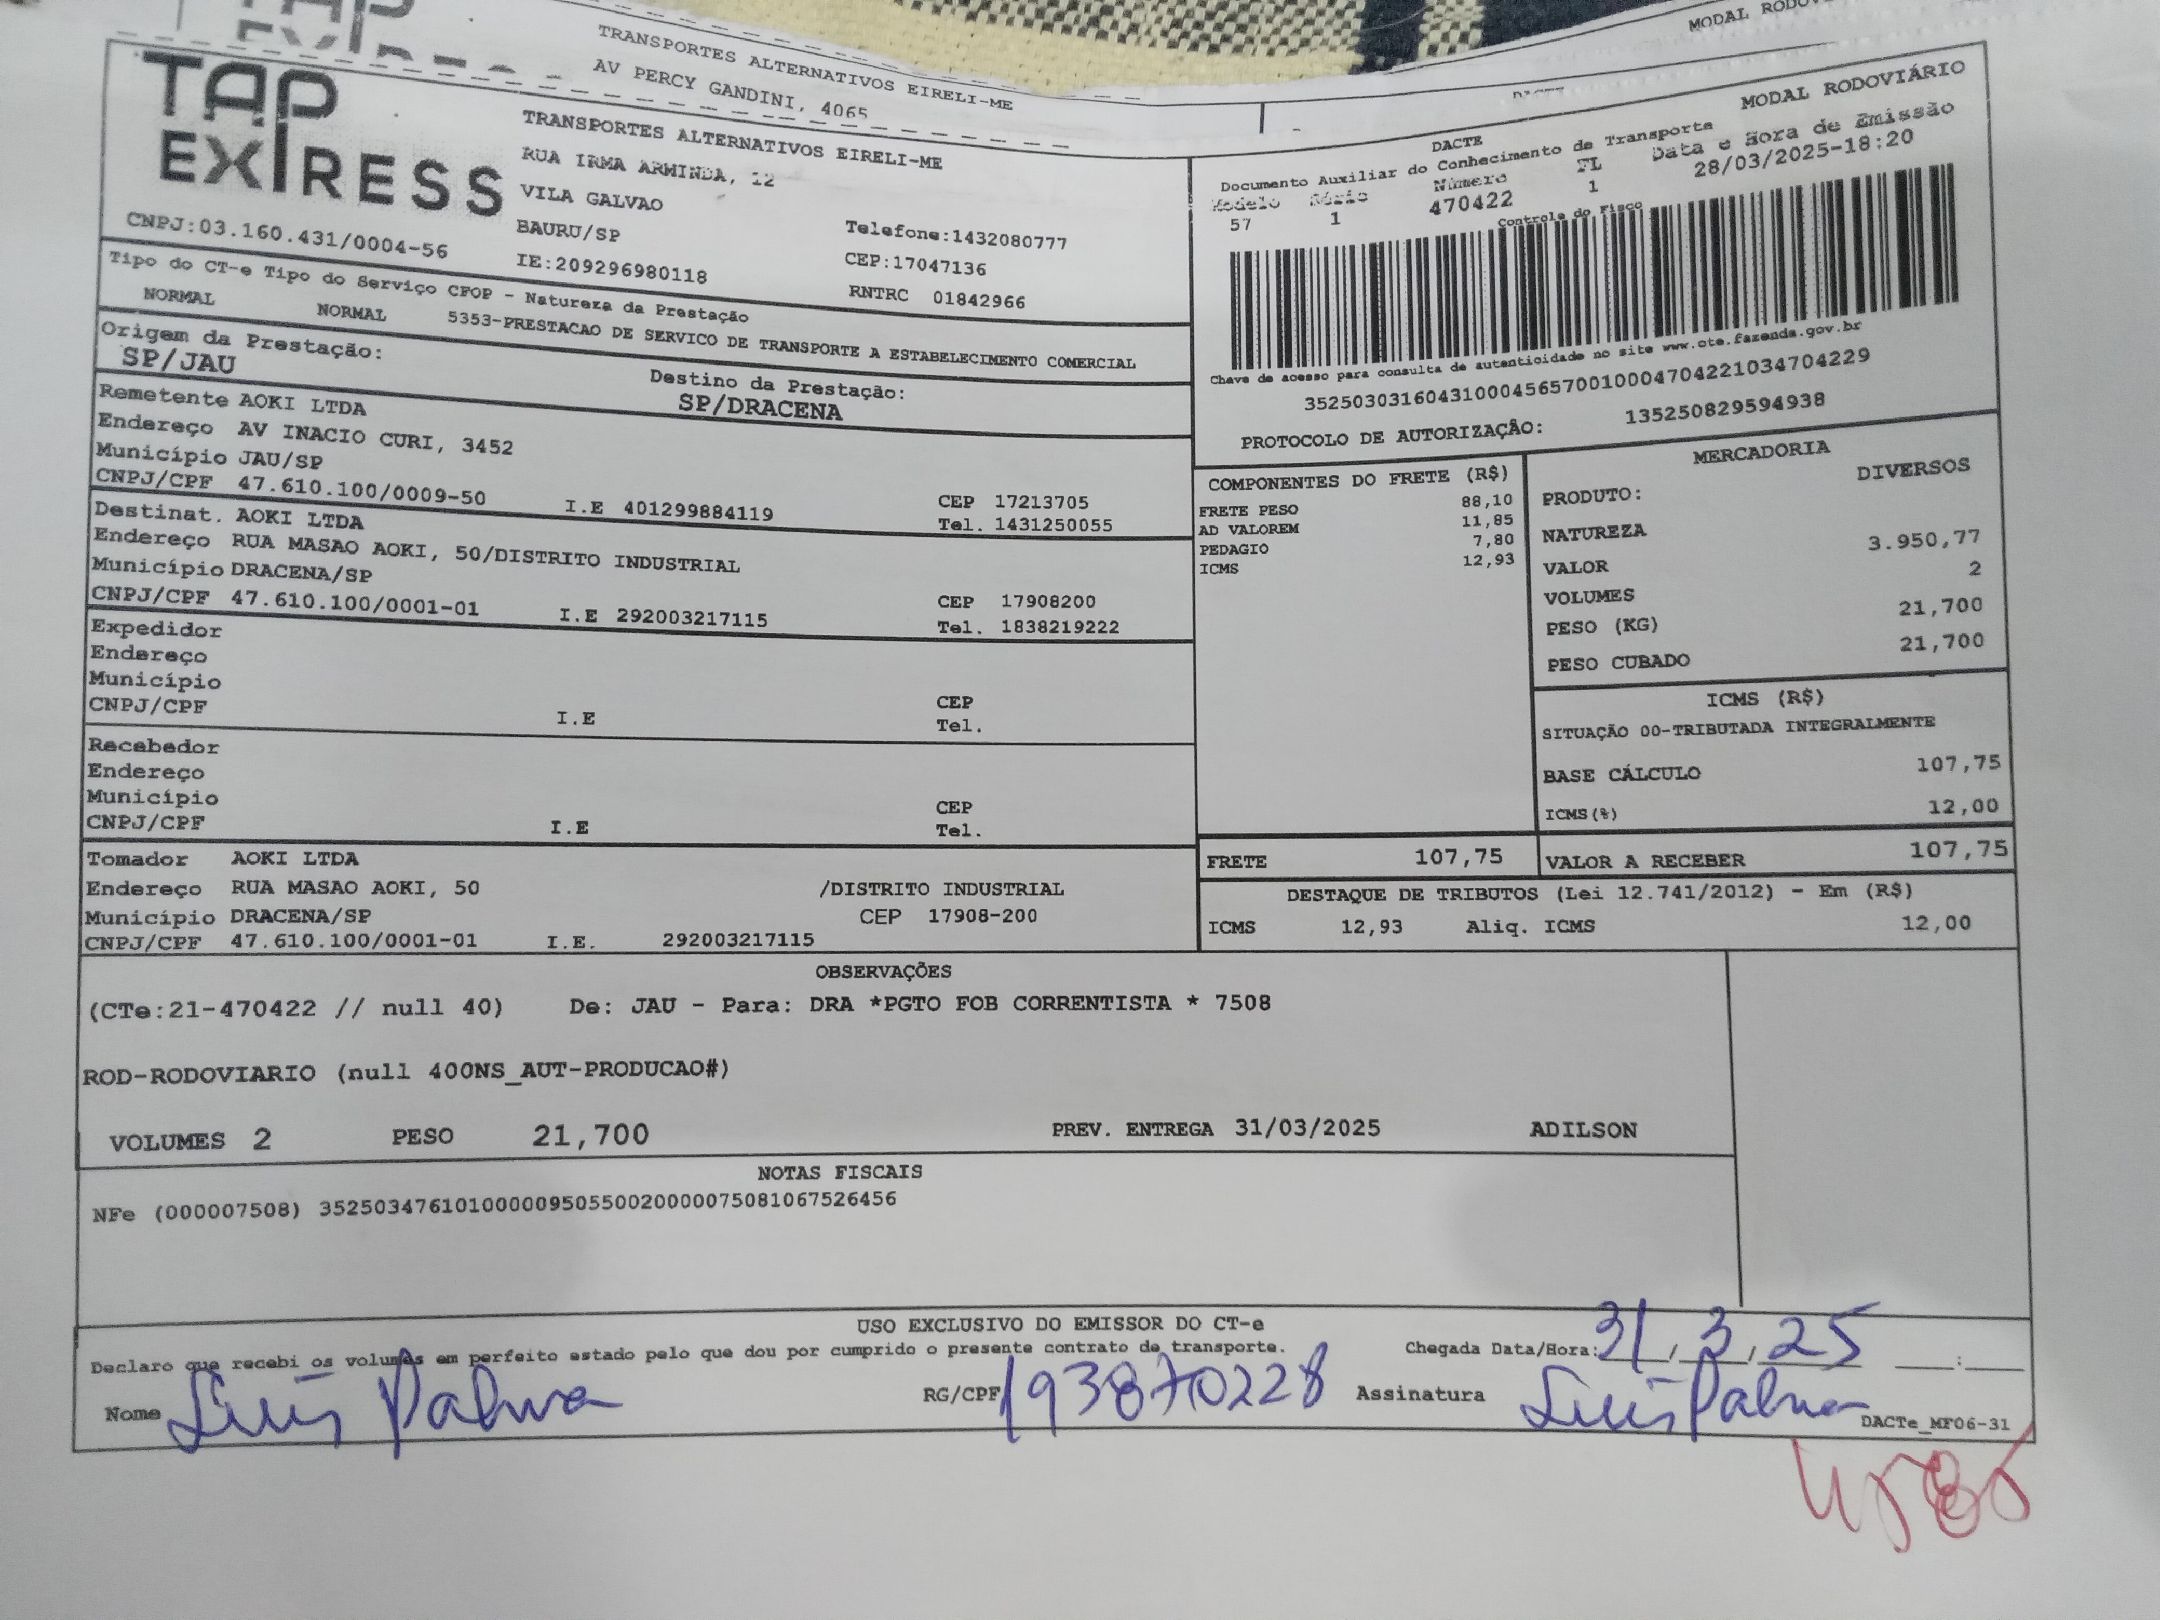 TRANSPORTES ALTERNATIVOS EIRELI-ME
AV PERCY GANDINI, 4065
TAP
EXPRESS
TRANSPORTES ALTERNATIVOS EIRELI-ME
RUA IRMA ARMINDA, 12
VILA GALVAO
BAURU/SP
Telefone:1432080777
CNPJ:03.160.431/0004-56
IE:209296980118
CEP:17047136
RNTRC 01842966
MODAL RODOVIÁRIO
DACTE
Documento Auxiliar do Conhecimento de Transporte
Modelo Série Número FL Data e Hora de Emissão
57 1 470422 1 28/03/2025-18:20
Controle do Fisco
Chave de acesso para consulta de autenticidade no site www.cte.fazenda.gov.br
35250303160431000456570010004704221034704229
PROTOCOLO DE AUTORIZAÇÃO: 135250829594938
Tipo do CT-e Tipo do Serviço CFOP - Natureza da Prestação
NORMAL NORMAL 5353-PRESTACAO DE SERVICO DE TRANSPORTE A ESTABELECIMENTO COMERCIAL
Origem da Prestação: Destino da Prestação:
SP/JAU SP/DRACENA
Remetente AOKI LTDA
Endereço AV INACIO CURI, 3452
Município JAU/SP CEP 17213705
CNPJ/CPF 47.610.100/0009-50 I.E 401299884119 Tel. 1431250055
Destinat. AOKI LTDA
Endereço RUA MASAO AOKI, 50/DISTRITO INDUSTRIAL
Município DRACENA/SP CEP 17908200
CNPJ/CPF 47.610.100/0001-01 I.E 292003217115 Tel. 1838219222
Expedidor
Endereço
Município CEP
CNPJ/CPF I.E Tel.
Recebedor
Endereço
Município CEP
CNPJ/CPF I.E Tel.
Tomador AOKI LTDA
Endereço RUA MASAO AOKI, 50 /DISTRITO INDUSTRIAL
Município DRACENA/SP CEP 17908-200
CNPJ/CPF 47.610.100/0001-01 I.E. 292003217115
COMPONENTES DO FRETE (R$)
FRETE PESO 88,10
AD VALOREM 11,85
PEDAGIO 7,80
ICMS 12,93
MERCADORIA
PRODUTO: DIVERSOS
NATUREZA
VALOR 3.950,77
VOLUMES 2
PESO (KG) 21,700
PESO CUBADO 21,700
ICMS (R$)
SITUAÇÃO 00-TRIBUTADA INTEGRALMENTE
BASE CÁLCULO 107,75
ICMS(%) 12,00
FRETE 107,75 VALOR A RECEBER 107,75
DESTAQUE DE TRIBUTOS (Lei 12.741/2012) - Em (R$)
ICMS 12,93 Aliq. ICMS 12,00
OBSERVAÇÕES
(CTe:21-470422 // null 40) De: JAU - Para: DRA *PGTO FOB CORRENTISTA * 7508
ROD-RODOVIARIO (null 400NS_AUT-PRODUCAO#)
VOLUMES 2 PESO 21,700 PREV. ENTREGA 31/03/2025 ADILSON
NOTAS FISCAIS
NFe (000007508) 35250347610100000950550020000075081067526456
USO EXCLUSIVO DO EMISSOR DO CT-e
Declaro que recebi os volumes em perfeito estado pelo que dou por cumprido o presente contrato de transporte. Chegada Data/Hora: 31/3/25 __:__
Nome Luis Palma RG/CPF 193870228 Assinatura Luis Palma
DACTe_MF06-31